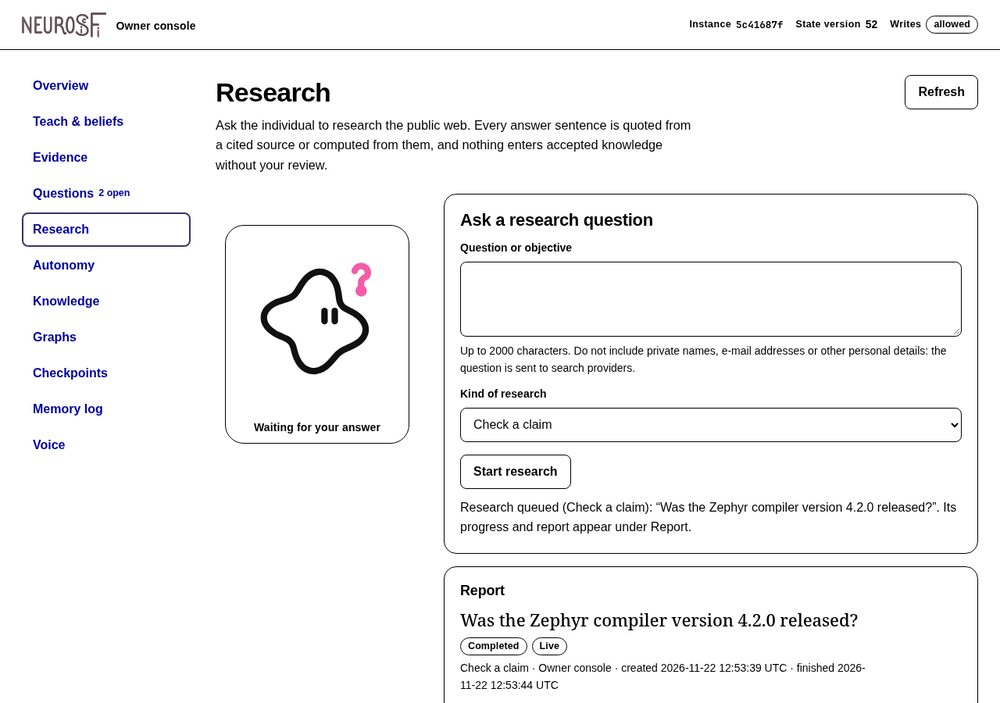 NEUROSELFI Owner console
Instance 5c41687f State version 52 Writes allowed
Overview
Teach & beliefs
Evidence
Questions 2 open
Research
Autonomy
Knowledge
Graphs
Checkpoints
Memory log
Voice
Research
Refresh
Ask the individual to research the public web. Every answer sentence is quoted from
a cited source or computed from them, and nothing enters accepted knowledge
without your review.
?
Waiting for your answer
Ask a research question
Question or objective
Up to 2000 characters. Do not include private names, e-mail addresses or other personal details: the
question is sent to search providers.
Kind of research
Check a claim
Start research
Research queued (Check a claim): “Was the Zephyr compiler version 4.2.0 released?”. Its
progress and report appear under Report.
Report
Was the Zephyr compiler version 4.2.0 released?
Completed Live
Check a claim · Owner console · created 2026-11-22 12:53:39 UTC · finished 2026-
11-22 12:53:44 UTC